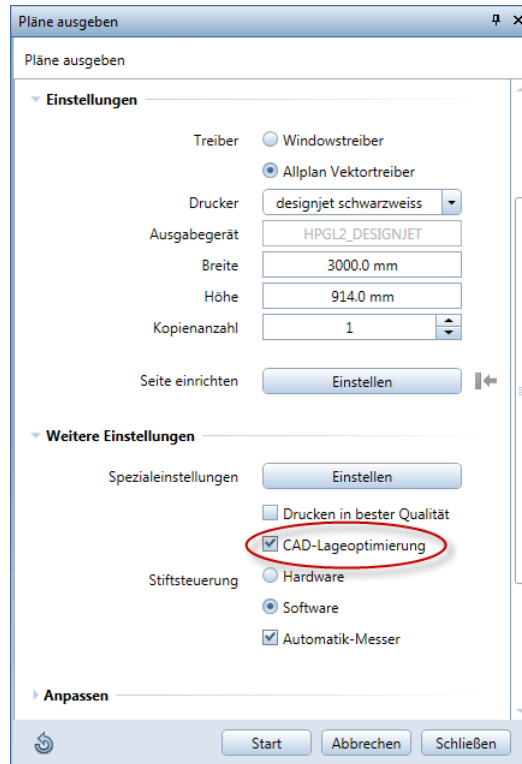 Pläne ausgeben
Pläne ausgeben
Einstellungen
Treiber Windowstreiber
Allplan Vektortreiber
Drucker designjet schwarzweiss
Ausgabegerät HPGL2_DESIGNJET
Breite 3000.0 mm
Höhe 914.0 mm
Kopienanzahl 1
Seite einrichten Einstellen
Weitere Einstellungen
Spezialeinstellungen Einstellen
Drucken in bester Qualität
CAD-Lageoptimierung
Stiftsteuerung Hardware
Software
Automatik-Messer
Anpassen
Start Abbrechen Schließen